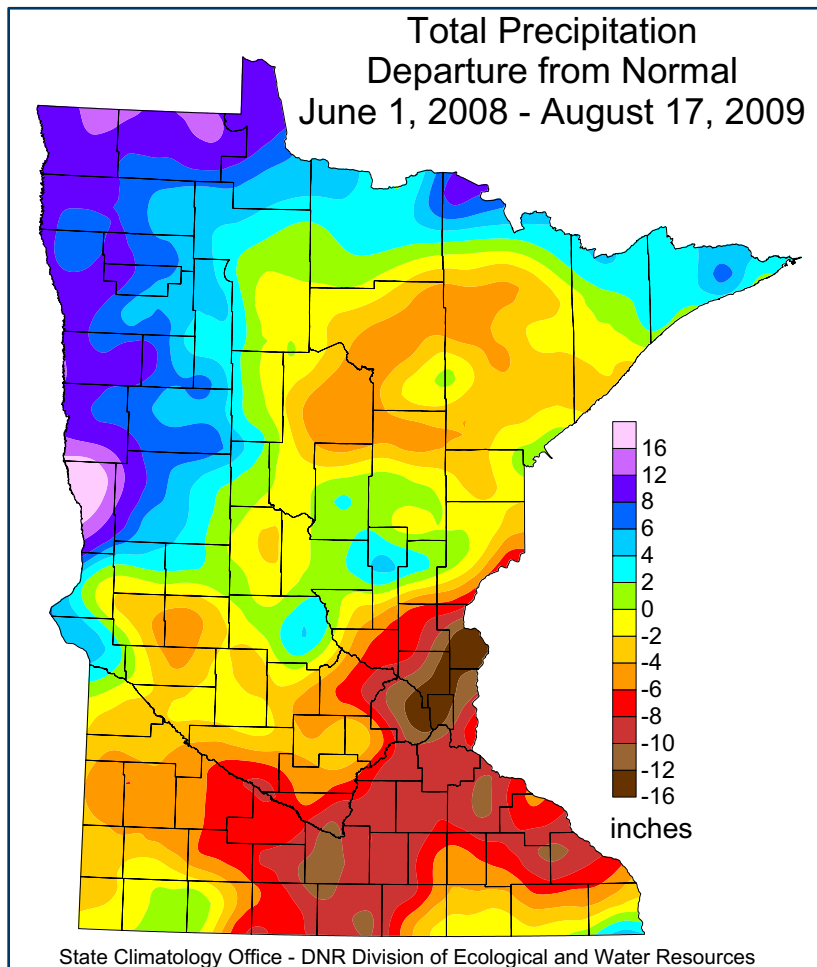 Total Precipitation
Departure from Normal
June 1, 2008 - August 17, 2009
16
12
8
6
4
2
0
-2
-4
-6
-8
-10
-12
-16
inches
State Climatology Office - DNR Division of Ecological and Water Resources